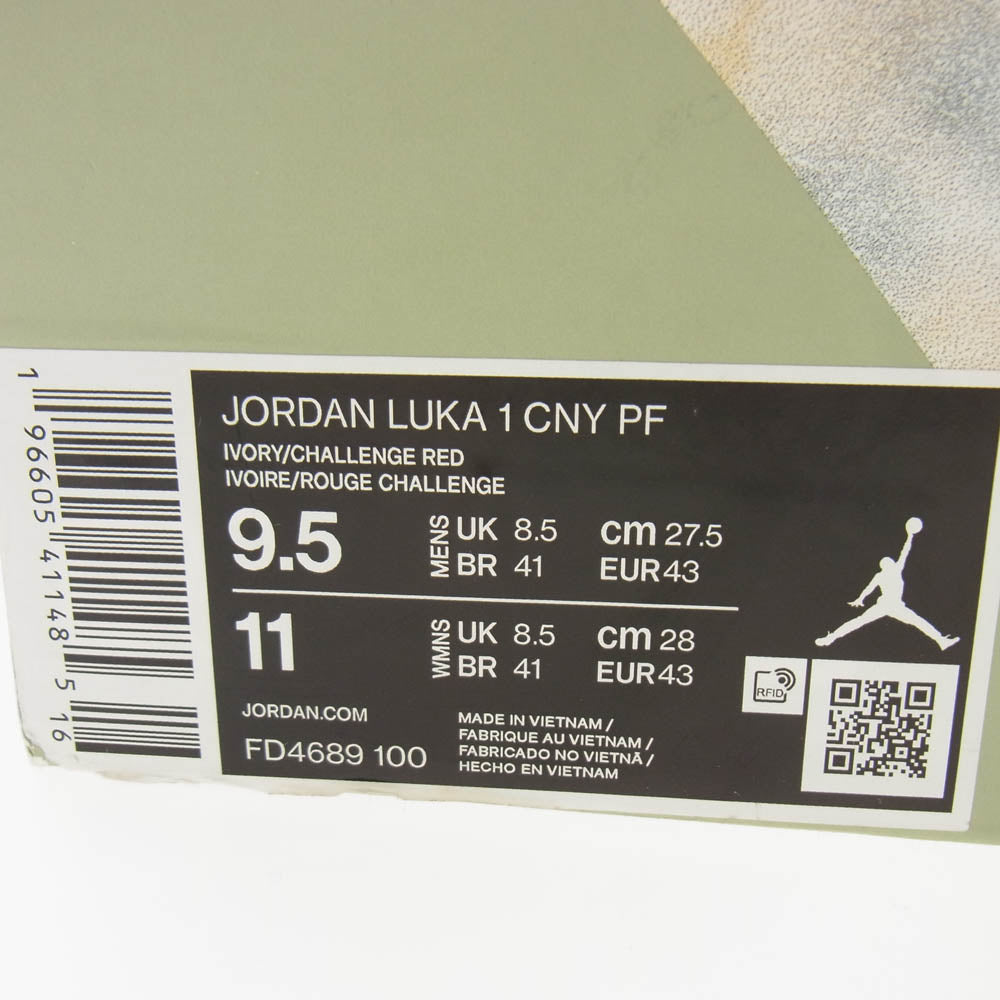 1 96605 41148 5 16
JORDAN LUKA 1 CNY PF
IVORY/CHALLENGE RED
IVOIRE/ROUGE CHALLENGE
9.5 MENS UK 8.5 cm 27.5
BR 41 EUR 43
11 WMNS UK 8.5 cm 28
BR 41 EUR 43
JORDAN.COM
FD4689 100
MADE IN VIETNAM /
FABRIQUE AU VIETNAM /
FABRICADO NO VIETNÃ /
HECHO EN VIETNAM
RFID